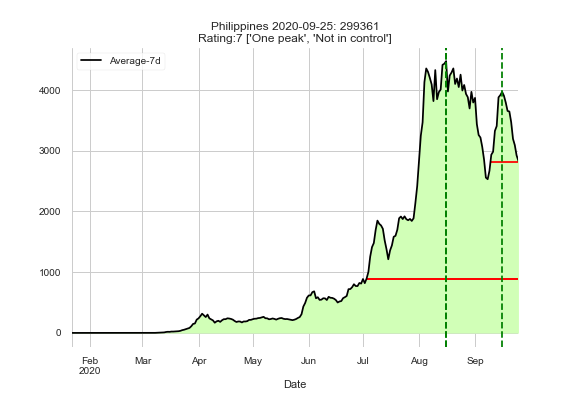 Philippines 2020-09-25: 299361
Rating:7 ['One peak', 'Not in control']
Average-7d
4000
3000
2000
1000
0
Feb
2020
Mar
Apr
May
Jun
Jul
Aug
Sep
Date